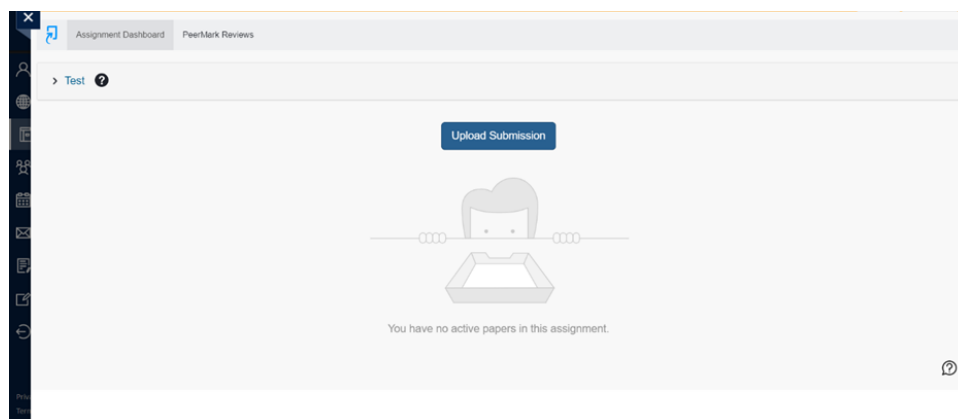 Assignment Dashboard PeerMark Reviews
Test ?
Upload Submission
You have no active papers in this assignment.